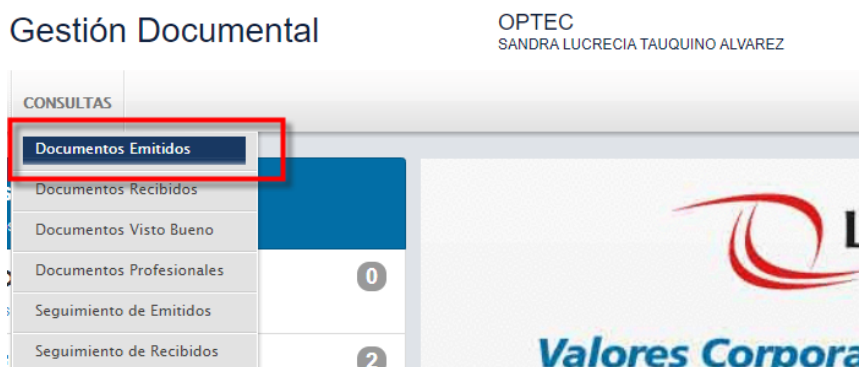 Gestión Documental
OPTEC
SANDRA LUCRECIA TAUQUINO ALVAREZ
CONSULTAS
Documentos Emitidos
Documentos Recibidos
Documentos Visto Bueno
Documentos Profesionales
0
Seguimiento de Emitidos
Seguimiento de Recibidos
2
L
Valores Corpora